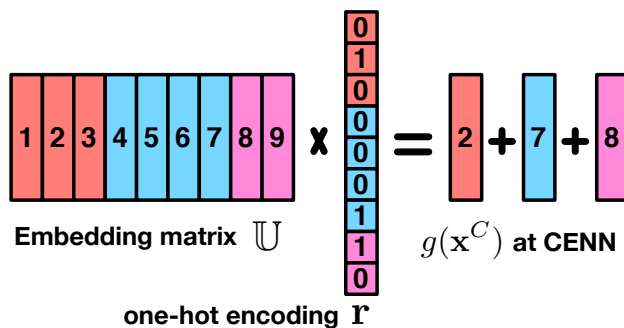 0
1
0
0
0
0
1
1
0
1 2 3 4 5 6 7 8 9 × = 2 + 7 + 8
Embedding matrix 𝕌
g(𝐱^C) at CENN
one-hot encoding 𝐫